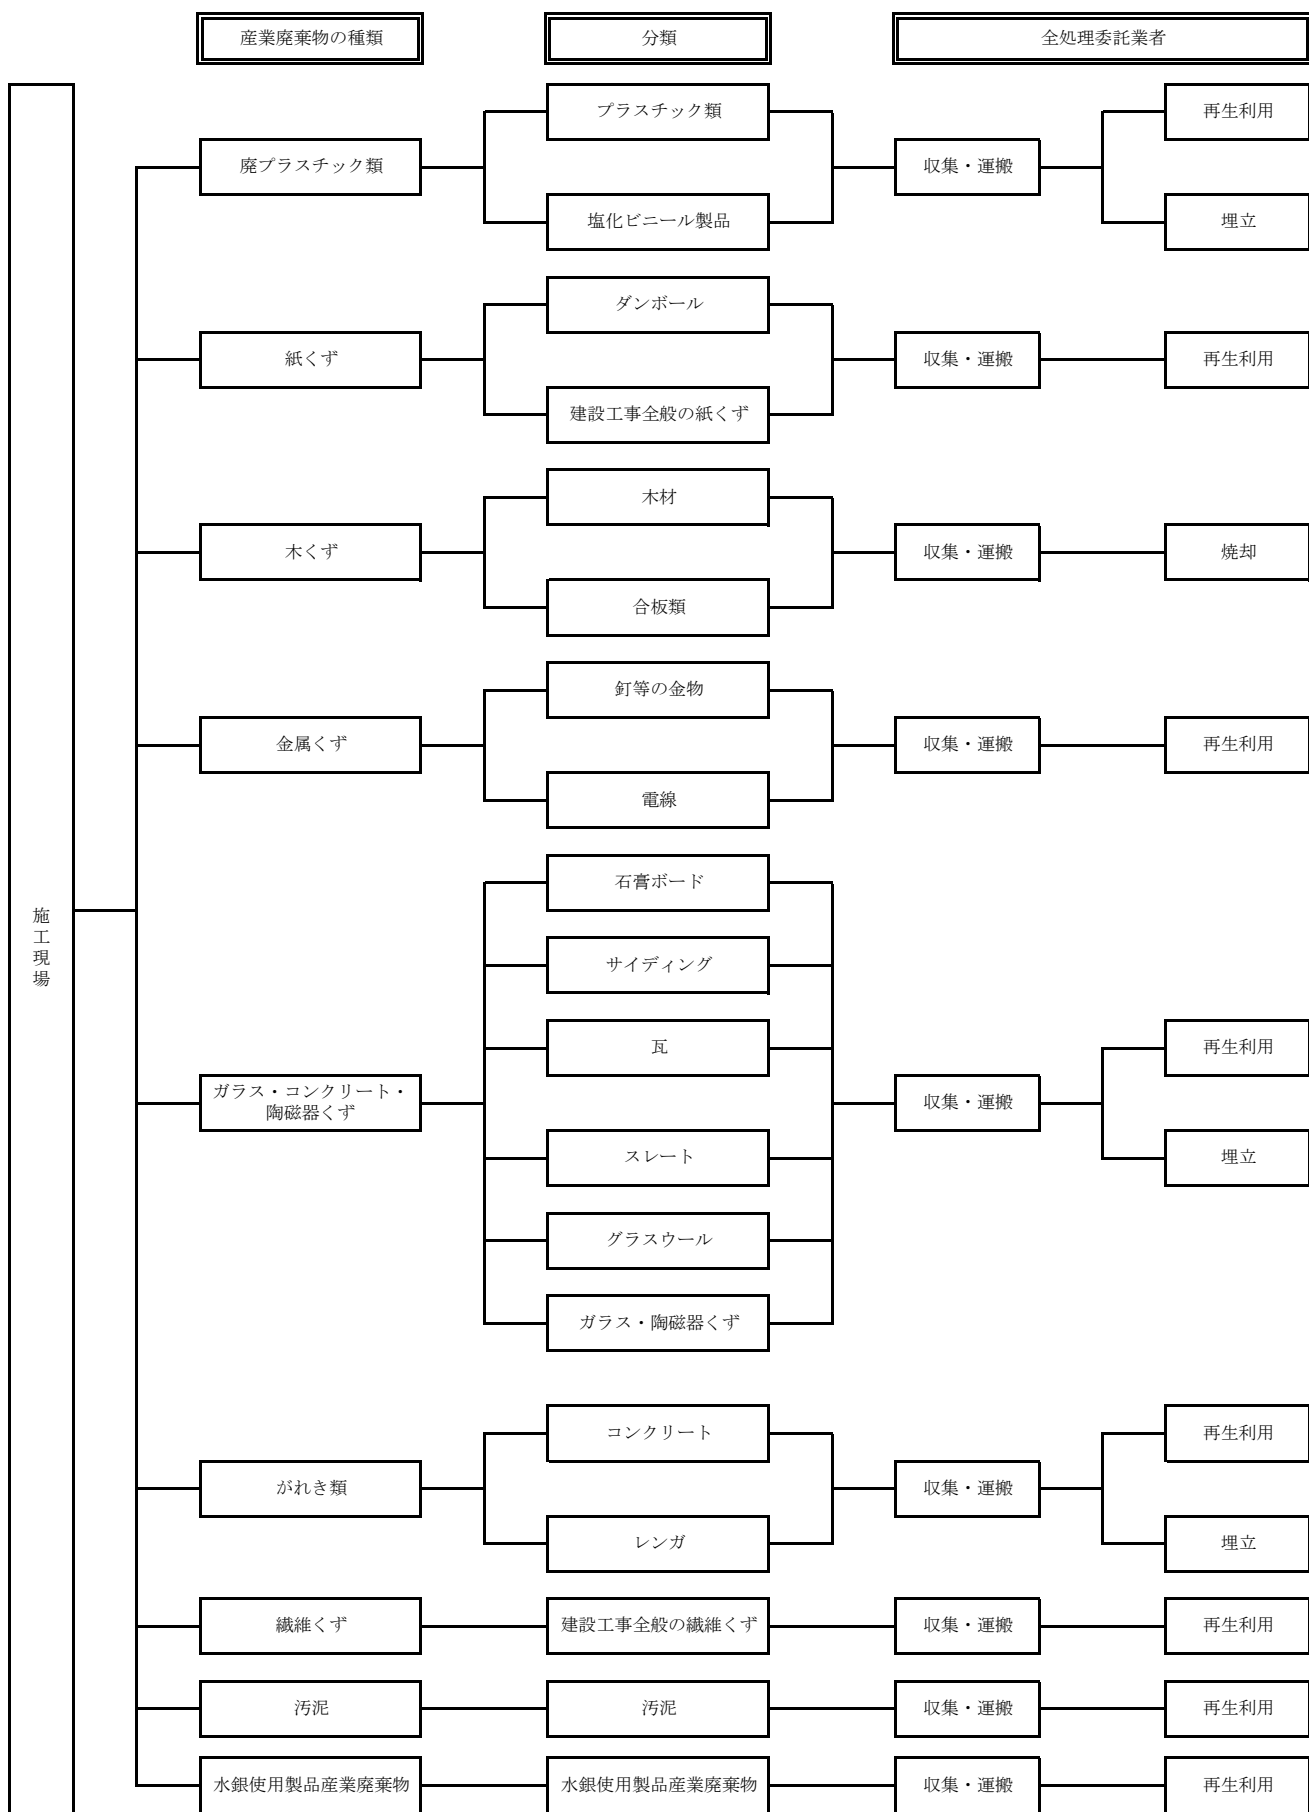 産業廃棄物の種類
分類
全処理委託業者
施工現場
廃プラスチック類
プラスチック類
塩化ビニール製品
収集・運搬
再生利用
埋立
紙くず
ダンボール
建設工事全般の紙くず
収集・運搬
再生利用
木くず
木材
合板類
収集・運搬
焼却
金属くず
釘等の金物
電線
収集・運搬
再生利用
ガラス・コンクリート・
陶磁器くず
石膏ボード
サイディング
瓦
スレート
グラスウール
ガラス・陶磁器くず
収集・運搬
再生利用
埋立
がれき類
コンクリート
レンガ
収集・運搬
再生利用
埋立
繊維くず
建設工事全般の繊維くず
収集・運搬
再生利用
汚泥
汚泥
収集・運搬
再生利用
水銀使用製品産業廃棄物
水銀使用製品産業廃棄物
収集・運搬
再生利用